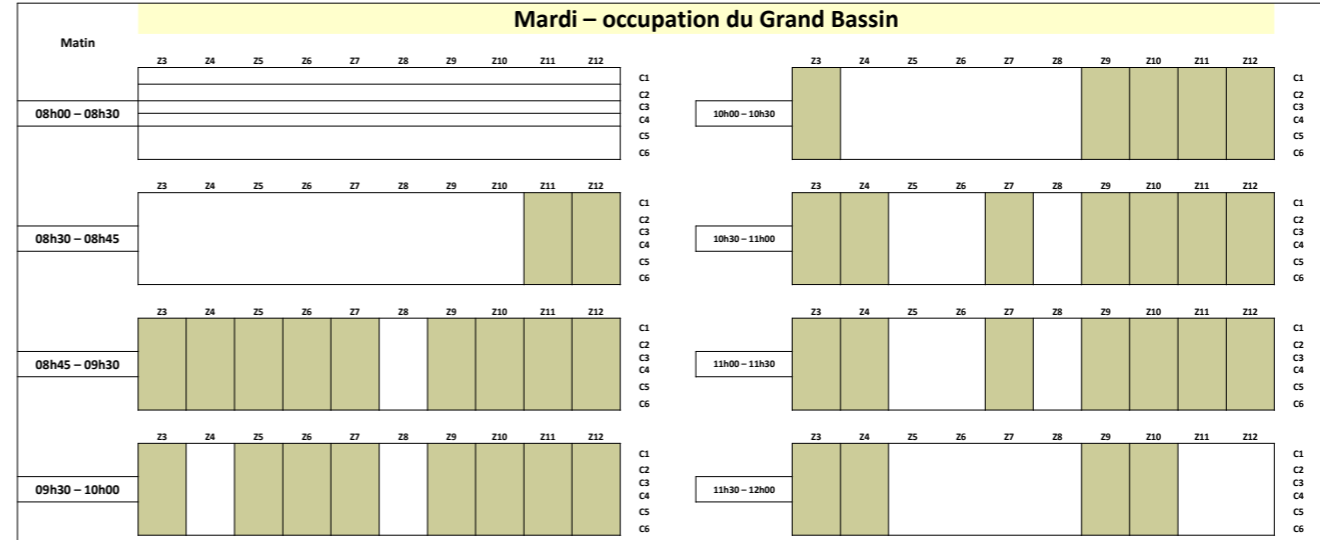 Mardi – occupation du Grand Bassin
Matin
Z3 Z4 Z5 Z6 Z7 Z8 Z9 Z10 Z11 Z12
C1
C2
C3
08h00 – 08h30
C4
C5
C6
Z3 Z4 Z5 Z6 Z7 Z8 Z9 Z10 Z11 Z12
C1
C2
C3
10h00 – 10h30
C4
C5
C6
Z3 Z4 Z5 Z6 Z7 Z8 Z9 Z10 Z11 Z12
C1
C2
C3
08h30 – 08h45
C4
C5
C6
Z3 Z4 Z5 Z6 Z7 Z8 Z9 Z10 Z11 Z12
C1
C2
C3
10h30 – 11h00
C4
C5
C6
Z3 Z4 Z5 Z6 Z7 Z8 Z9 Z10 Z11 Z12
C1
C2
C3
08h45 – 09h30
C4
C5
C6
Z3 Z4 Z5 Z6 Z7 Z8 Z9 Z10 Z11 Z12
C1
C2
C3
11h00 – 11h30
C4
C5
C6
Z3 Z4 Z5 Z6 Z7 Z8 Z9 Z10 Z11 Z12
C1
C2
C3
09h30 – 10h00
C4
C5
C6
Z3 Z4 Z5 Z6 Z7 Z8 Z9 Z10 Z11 Z12
C1
C2
C3
11h30 – 12h00
C4
C5
C6